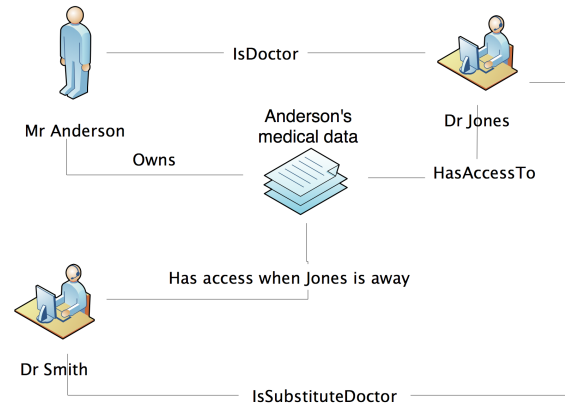 IsDoctor
Mr Anderson
Dr Jones
Anderson's
medical data
Owns
HasAccessTo
Has access when Jones is away
Dr Smith
IsSubstituteDoctor